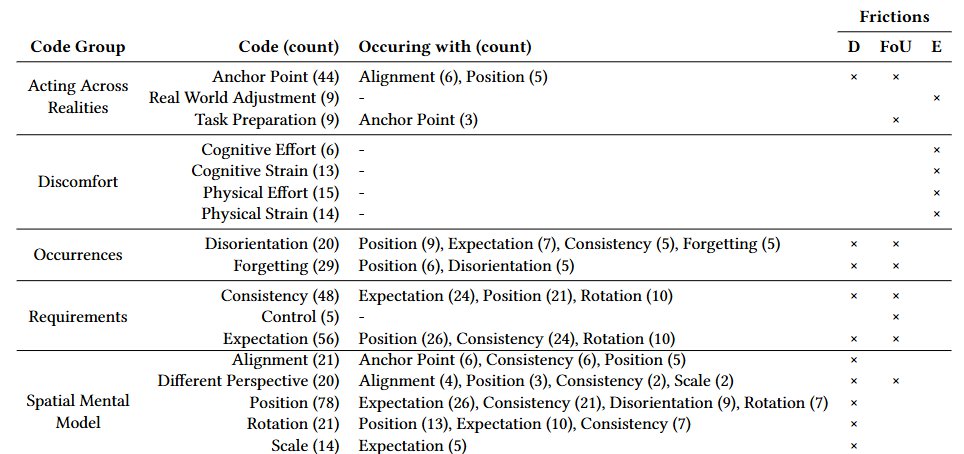 Frictions
Code Group Code (count) Occuring with (count) D FoU E
Acting Across Realities
Anchor Point (44) Alignment (6), Position (5) × ×
Real World Adjustment (9) - ×
Task Preparation (9) Anchor Point (3) ×
Discomfort
Cognitive Effort (6) - ×
Cognitive Strain (13) - ×
Physical Effort (15) - ×
Physical Strain (14) - ×
Occurrences
Disorientation (20) Position (9), Expectation (7), Consistency (5), Forgetting (5) × ×
Forgetting (29) Position (6), Disorientation (5) × ×
Requirements
Consistency (48) Expectation (24), Position (21), Rotation (10) × ×
Control (5) - ×
Expectation (56) Position (26), Consistency (24), Rotation (10) × ×
Spatial Mental Model
Alignment (21) Anchor Point (6), Consistency (6), Position (5) ×
Different Perspective (20) Alignment (4), Position (3), Consistency (2), Scale (2) × ×
Position (78) Expectation (26), Consistency (21), Disorientation (9), Rotation (7) ×
Rotation (21) Position (13), Expectation (10), Consistency (7) ×
Scale (14) Expectation (5) ×